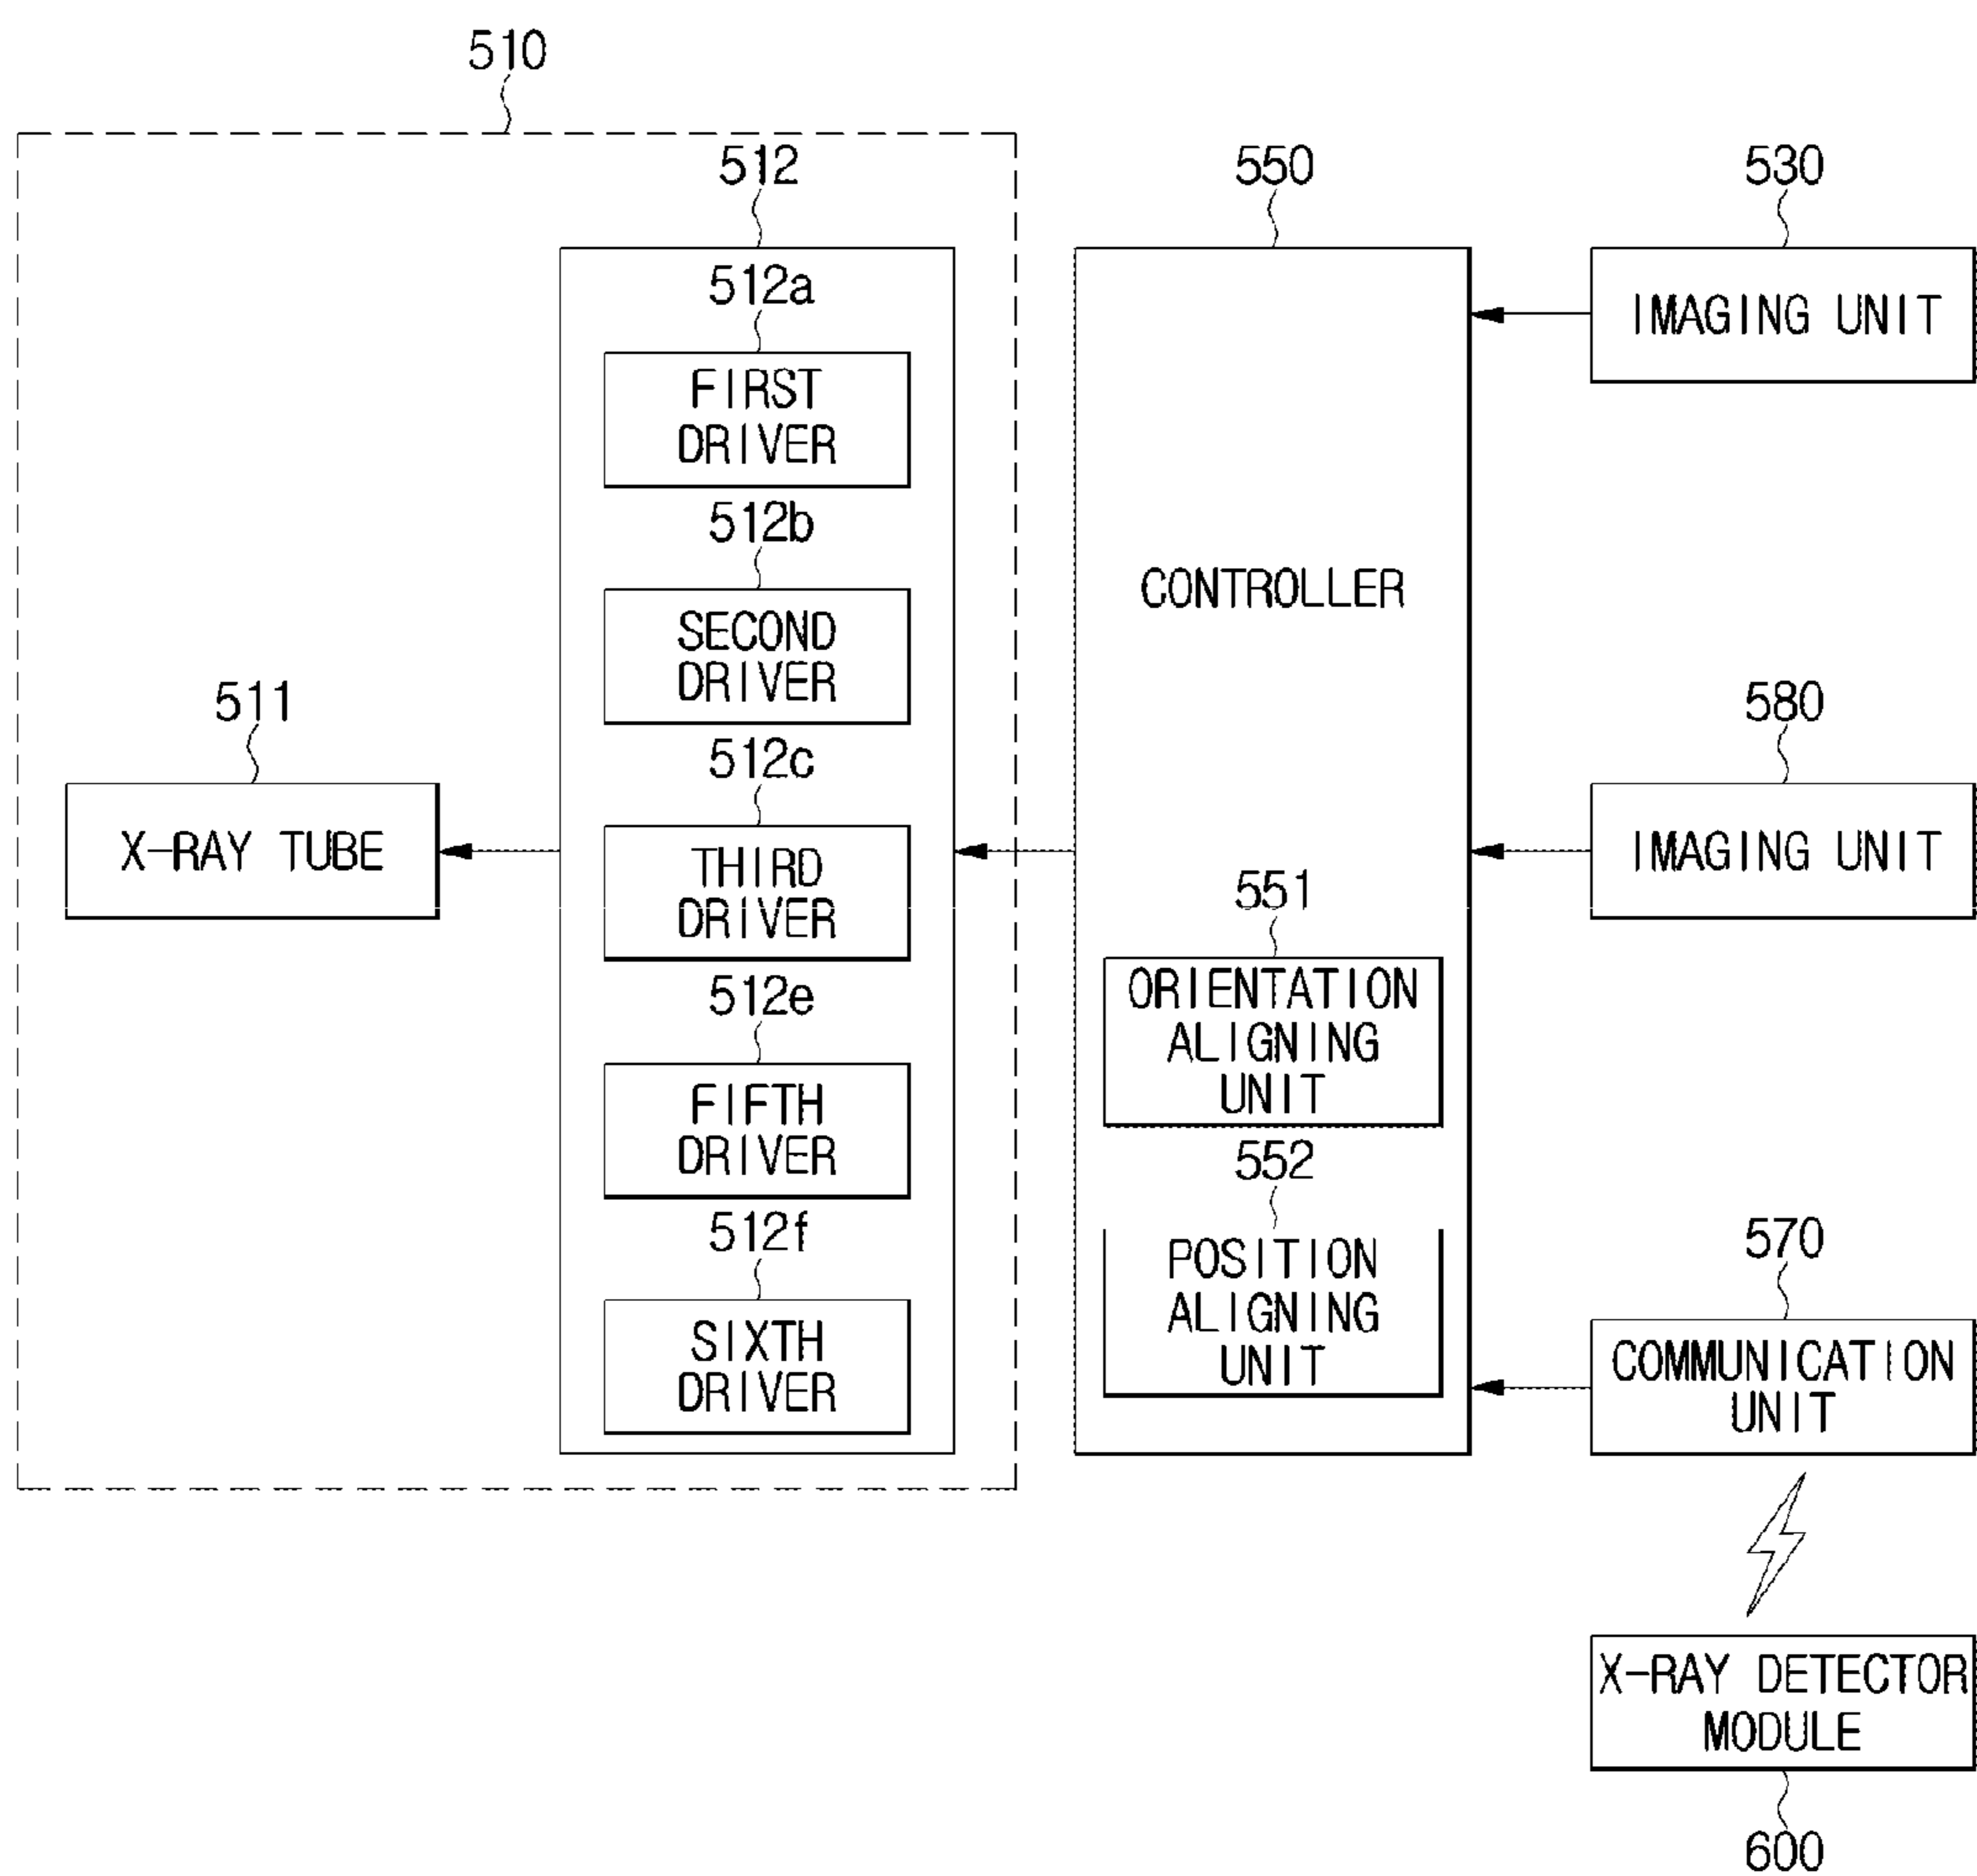 510
512
550
530
512a
FIRST
DRIVER
IMAGING UNIT
512b
SECOND
DRIVER
CONTROLLER
511
X-RAY TUBE
512c
THIRD
DRIVER
580
IMAGING UNIT
551
ORIENTATION
ALIGNING
UNIT
512e
FIFTH
DRIVER
552
POSITION
ALIGNING
UNIT
512f
SIXTH
DRIVER
570
COMMUNICATION
UNIT
X-RAY DETECTOR
MODULE
600